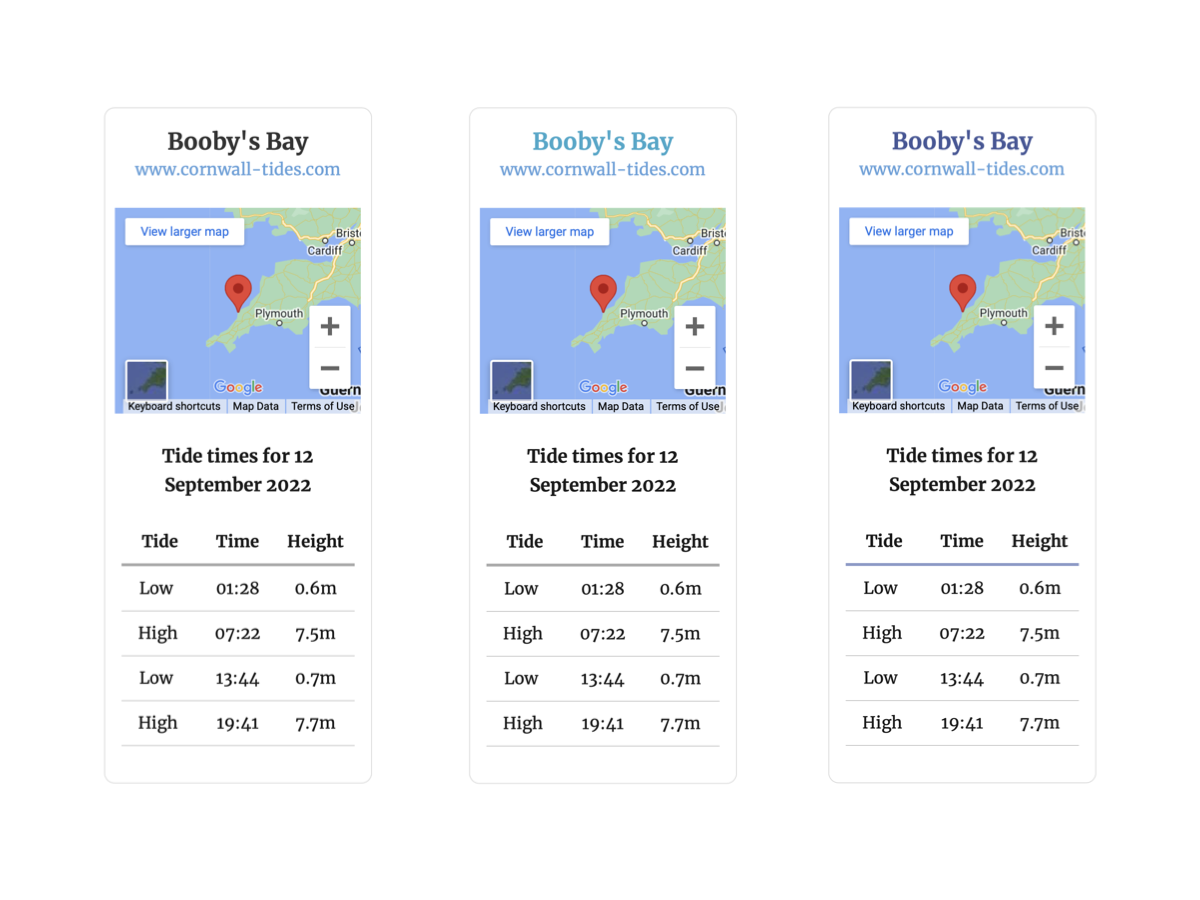 Booby's Bay
www.cornwall-tides.com
View larger map
Cardiff
Plymouth
Google
Keyboard shortcuts
Map Data
Terms of Use
Tide times for 12
September 2022
Tide Time Height
Low 01:28 0.6m
High 07:22 7.5m
Low 13:44 0.7m
High 19:41 7.7m
Booby's Bay
www.cornwall-tides.com
View larger map
Cardiff
Plymouth
Google
Keyboard shortcuts
Map Data
Terms of Use
Tide times for 12
September 2022
Tide Time Height
Low 01:28 0.6m
High 07:22 7.5m
Low 13:44 0.7m
High 19:41 7.7m
Booby's Bay
www.cornwall-tides.com
View larger map
Cardiff
Plymouth
Google
Keyboard shortcuts
Map Data
Terms of Use
Tide times for 12
September 2022
Tide Time Height
Low 01:28 0.6m
High 07:22 7.5m
Low 13:44 0.7m
High 19:41 7.7m